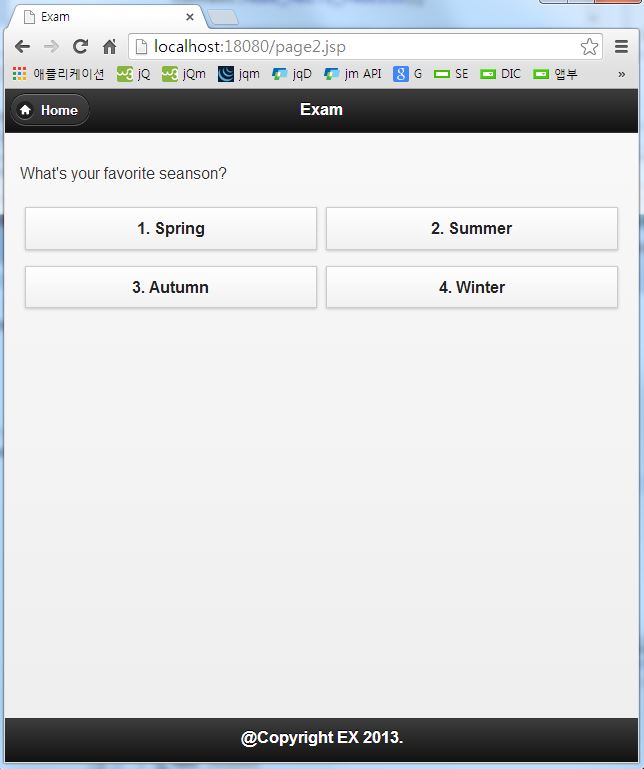 Exam
localhost:18080/page2.jsp
애플리케이션 jQ jQm jqm jqD jm API G SE DIC 앱부 »
Home Exam
What's your favorite seanson?
1. Spring 2. Summer
3. Autumn 4. Winter
@Copyright EX 2013.